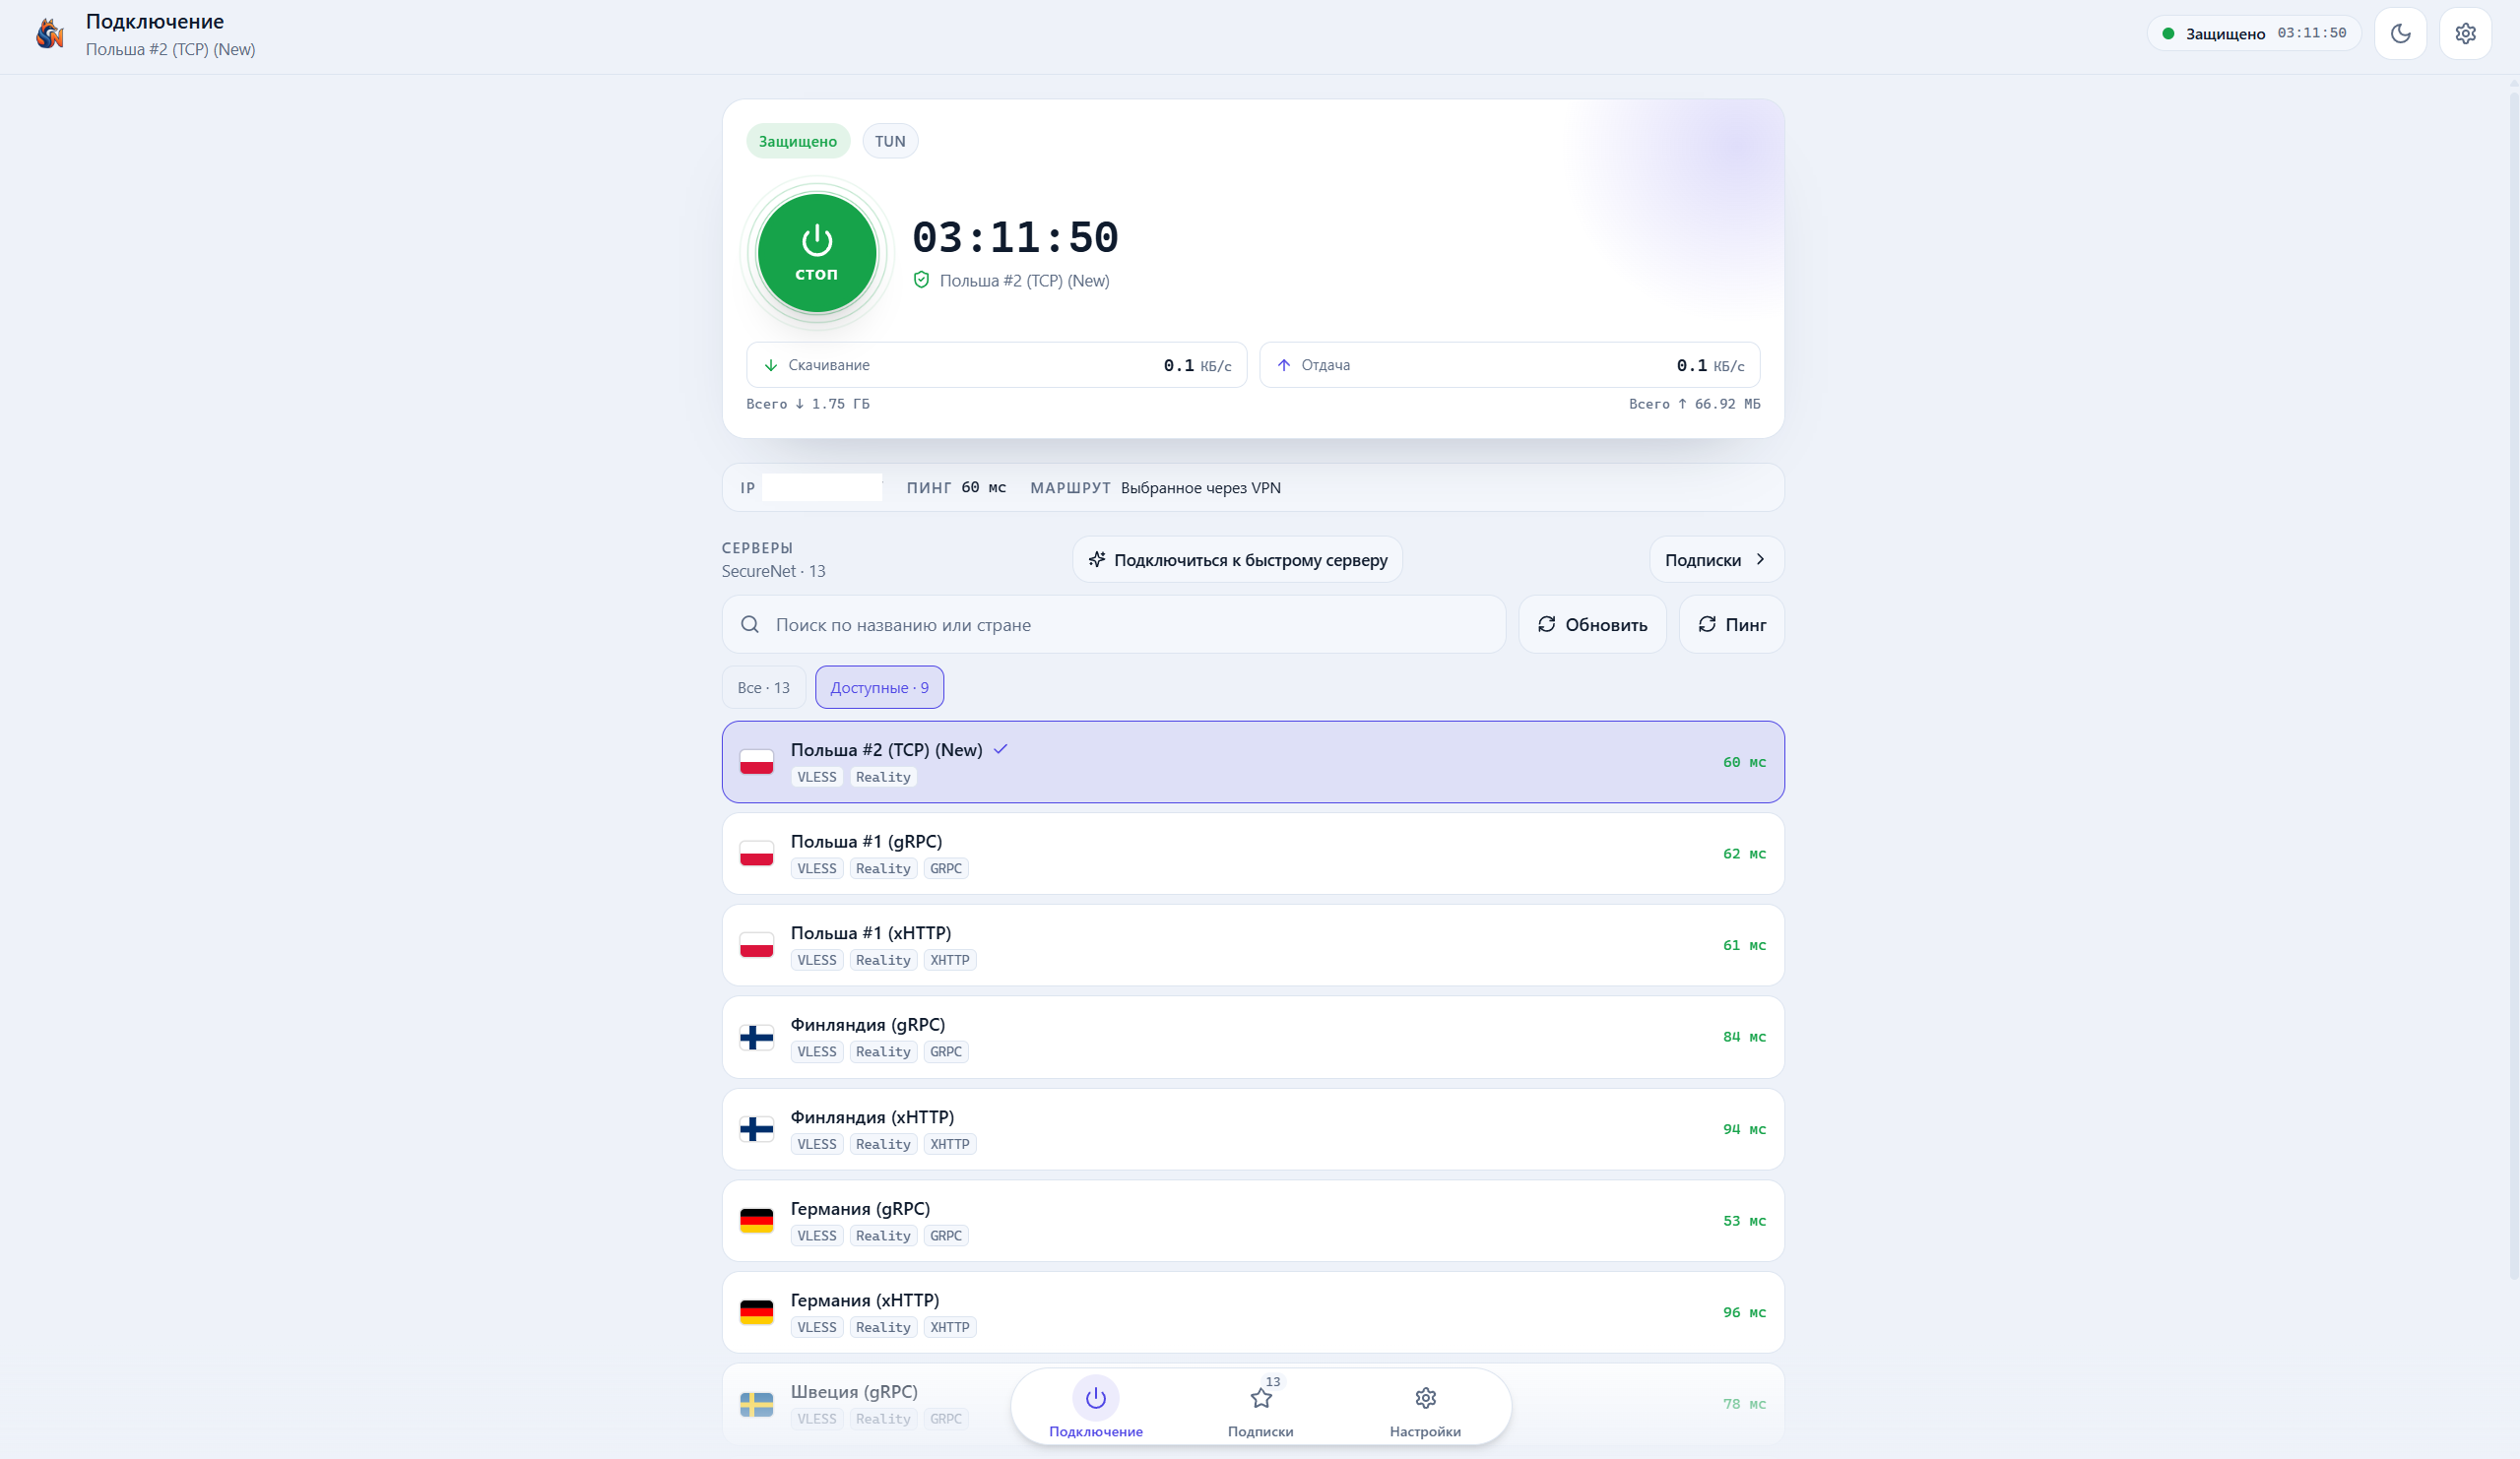 Подключение
Польша #2 (TCP) (New)
Защищено 03:11:50
Защищено TUN
СТОП
03:11:50
Польша #2 (TCP) (New)
Скачивание 0.1 КБ/с
Отдача 0.1 КБ/с
Всего ↓ 1.75 ГБ
Всего ↑ 66.92 МБ
IP ПИНГ 60 мс МАРШРУТ Выбранное через VPN
СЕРВЕРЫ
SecureNet · 13
Подключиться к быстрому серверу
Подписки
Поиск по названию или стране
Обновить
Пинг
Все · 13
Доступные · 9
Польша #2 (TCP) (New)
VLESS Reality
60 мс
Польша #1 (gRPC)
VLESS Reality GRPC
62 мс
Польша #1 (xHTTP)
VLESS Reality XHTTP
61 мс
Финляндия (gRPC)
VLESS Reality GRPC
84 мс
Финляндия (xHTTP)
VLESS Reality XHTTP
94 мс
Германия (gRPC)
VLESS Reality GRPC
53 мс
Германия (xHTTP)
VLESS Reality XHTTP
96 мс
Швеция (gRPC)
VLESS Reality GRPC
78 мс
Подключение
13
Подписки
Настройки